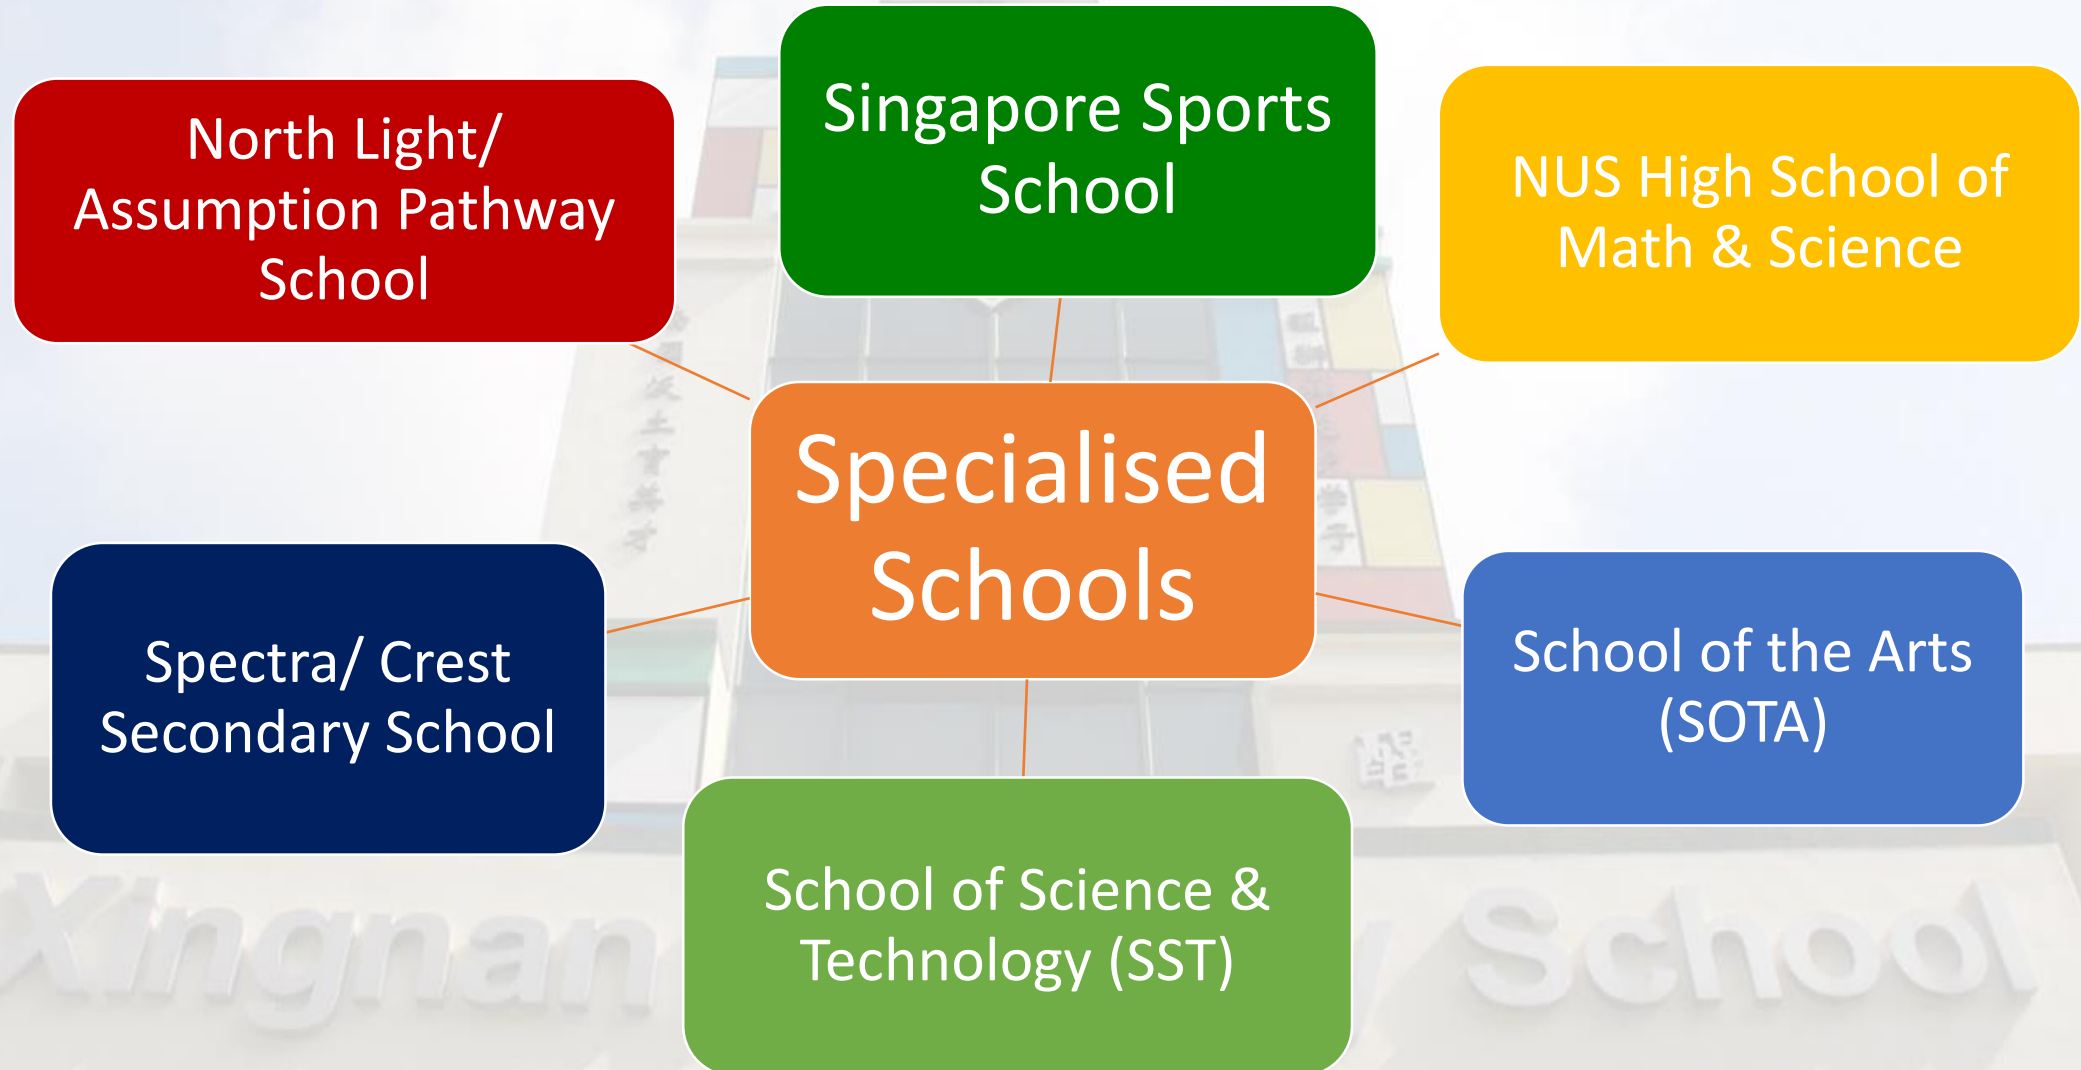 Singapore Sports
School
North Light/
Assumption Pathway
School
NUS High School of
Math & Science
Specialised
Schools
Spectra/ Crest
Secondary School
School of the Arts
(SOTA)
School of Science &
Technology (SST)
Xingnan
School